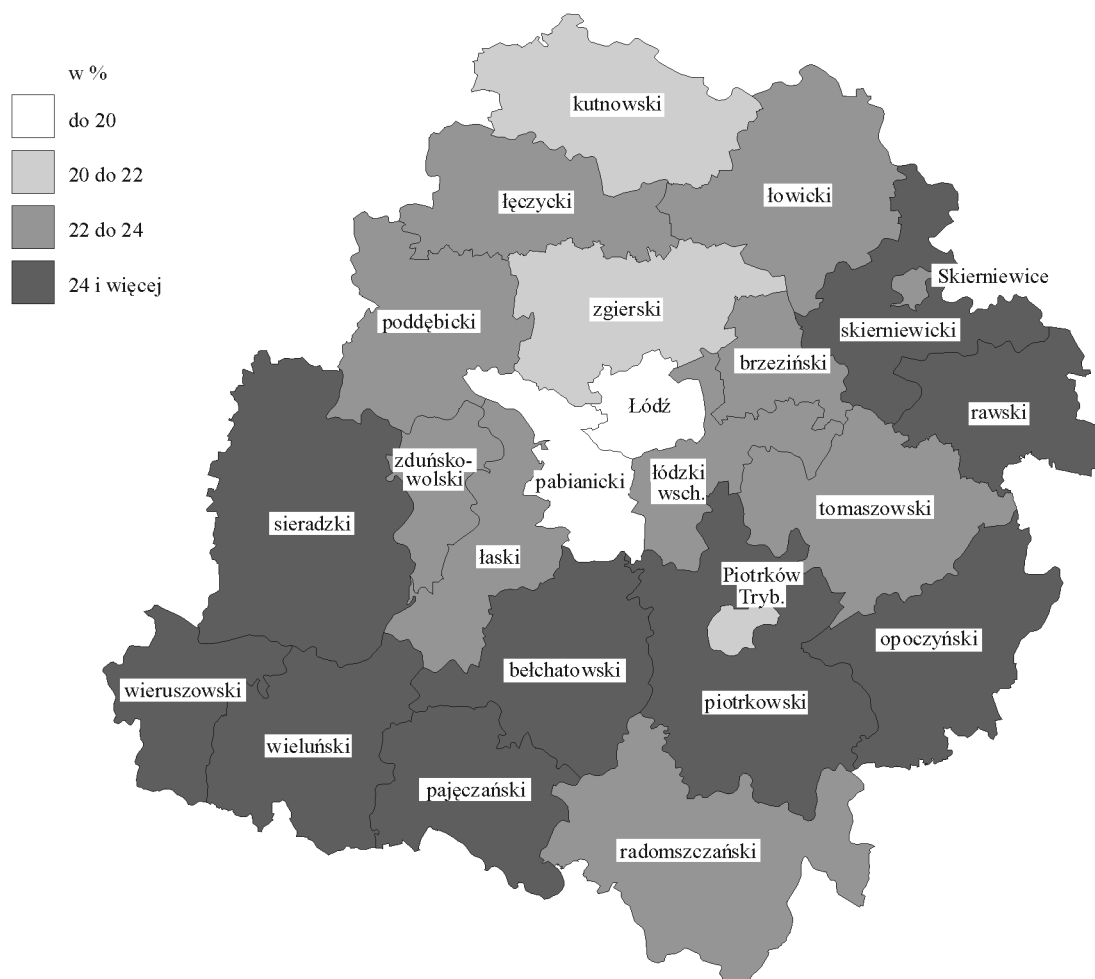 w %
do 20
20 do 22
22 do 24
24 i więcej
kutnowski
łęczycki
łowicki
Skierniewice
zgierski
poddębicki
skierniewicki
brzeziński
Łódź
rawski
zduńsko-
wolski
pabianicki
łódzki
wsch.
sieradzki
tomaszowski
łaski
Piotrków
Tryb.
opoczyński
bełchatowski
wieruszowski
piotrkowski
wieluński
pajęczański
radomszczański